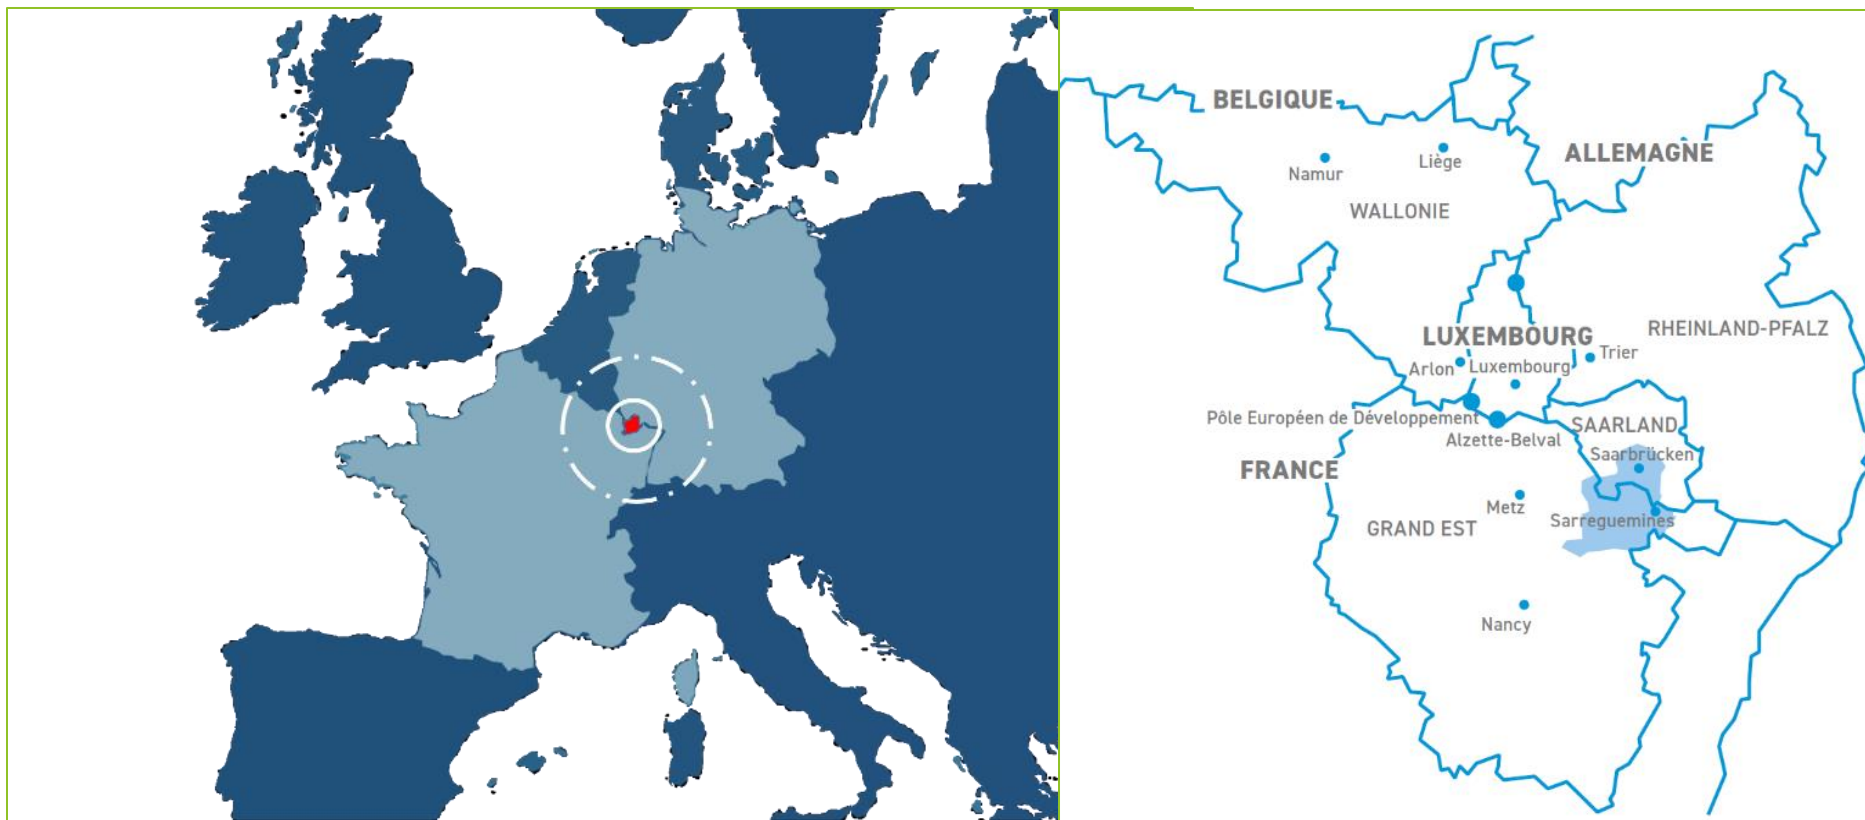 BELGIQUE
ALLEMAGNE
Liège
Namur
WALLONIE
RHEINLAND-PFALZ
LUXEMBOURG
Trier
Arlon
Luxembourg
Pôle Européen de Développement
SAARLAND
Alzette-Belval
Saarbrücken
FRANCE
Metz
Sarreguemines
GRAND EST
Nancy